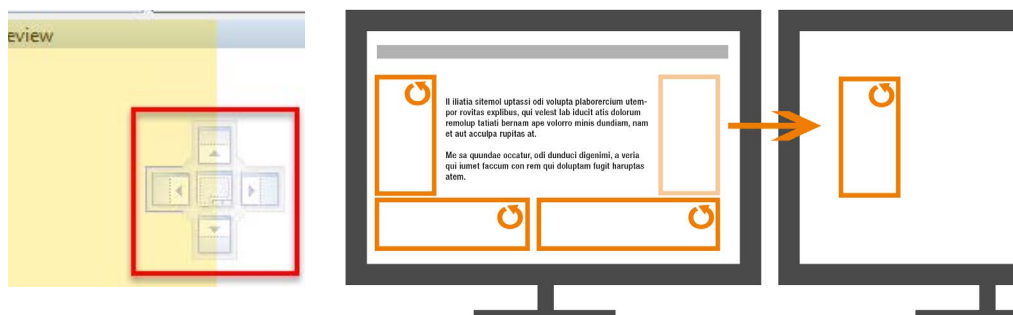 eview
Il iliatia sitemol uptassi odi volupta plaborercium utem-
por rovitas explibus, qui velest lab iducit atis dolorum
remolup tatiati bernam ape volorro minis dundiam, nam
et aut acculpa rupitas at.
Me sa quundae occatur, odi dunduci digenimi, a veria
qui iumet faccum con rem qui doluptam fugit haruptas
atem.